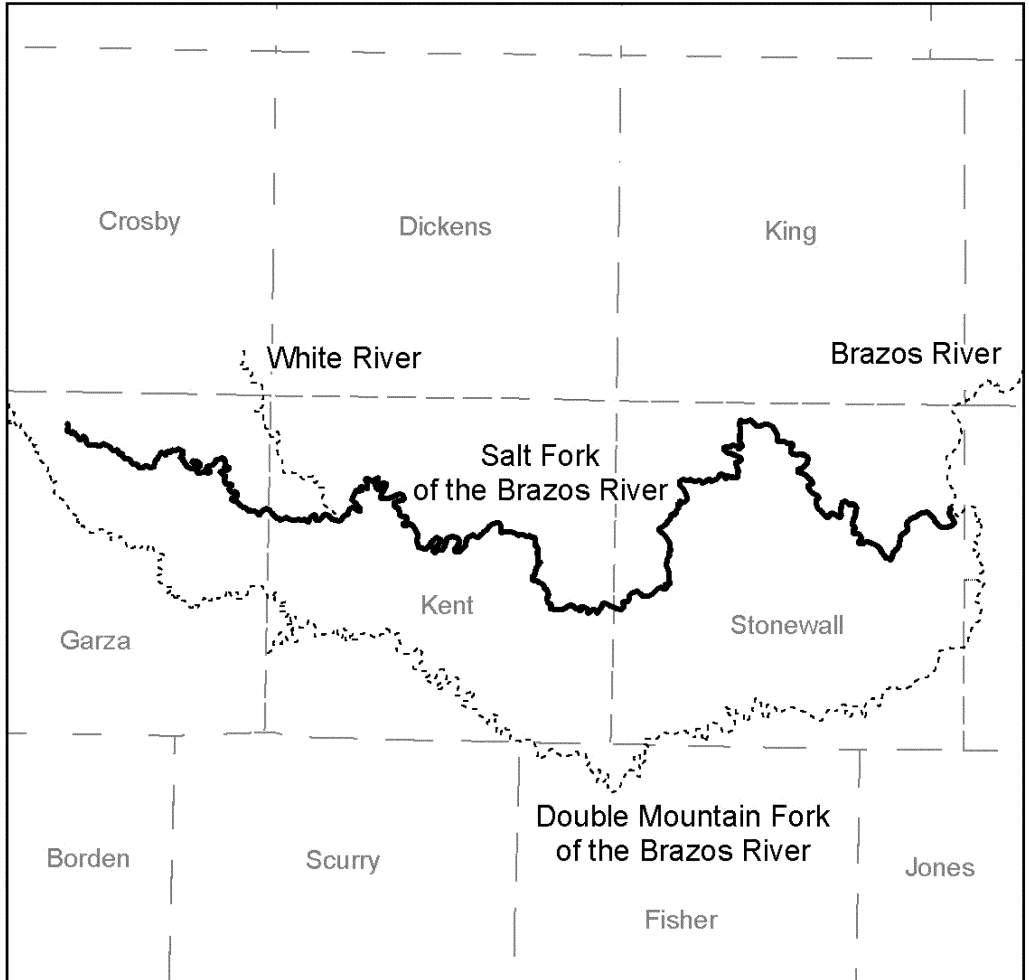 Crosby
Dickens
King
White River
Brazos River
Salt Fork
of the Brazos River
Kent
Stonewall
Garza
Double Mountain Fork
of the Brazos River
Borden
Scurry
Jones
Fisher